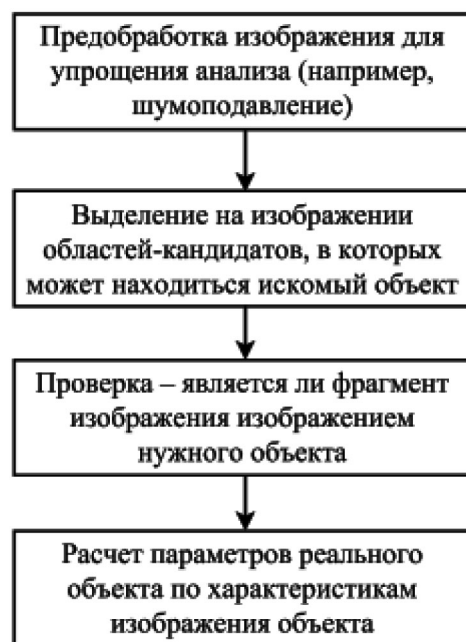 Предобработка изображения для
упрощения анализа (например,
шумоподавление)
Выделение на изображении
областей-кандидатов, в которых
может находиться искомый объект
Проверка – является ли фрагмент
изображения изображением
нужного объекта
Расчет параметров реального
объекта по характеристикам
изображения объекта